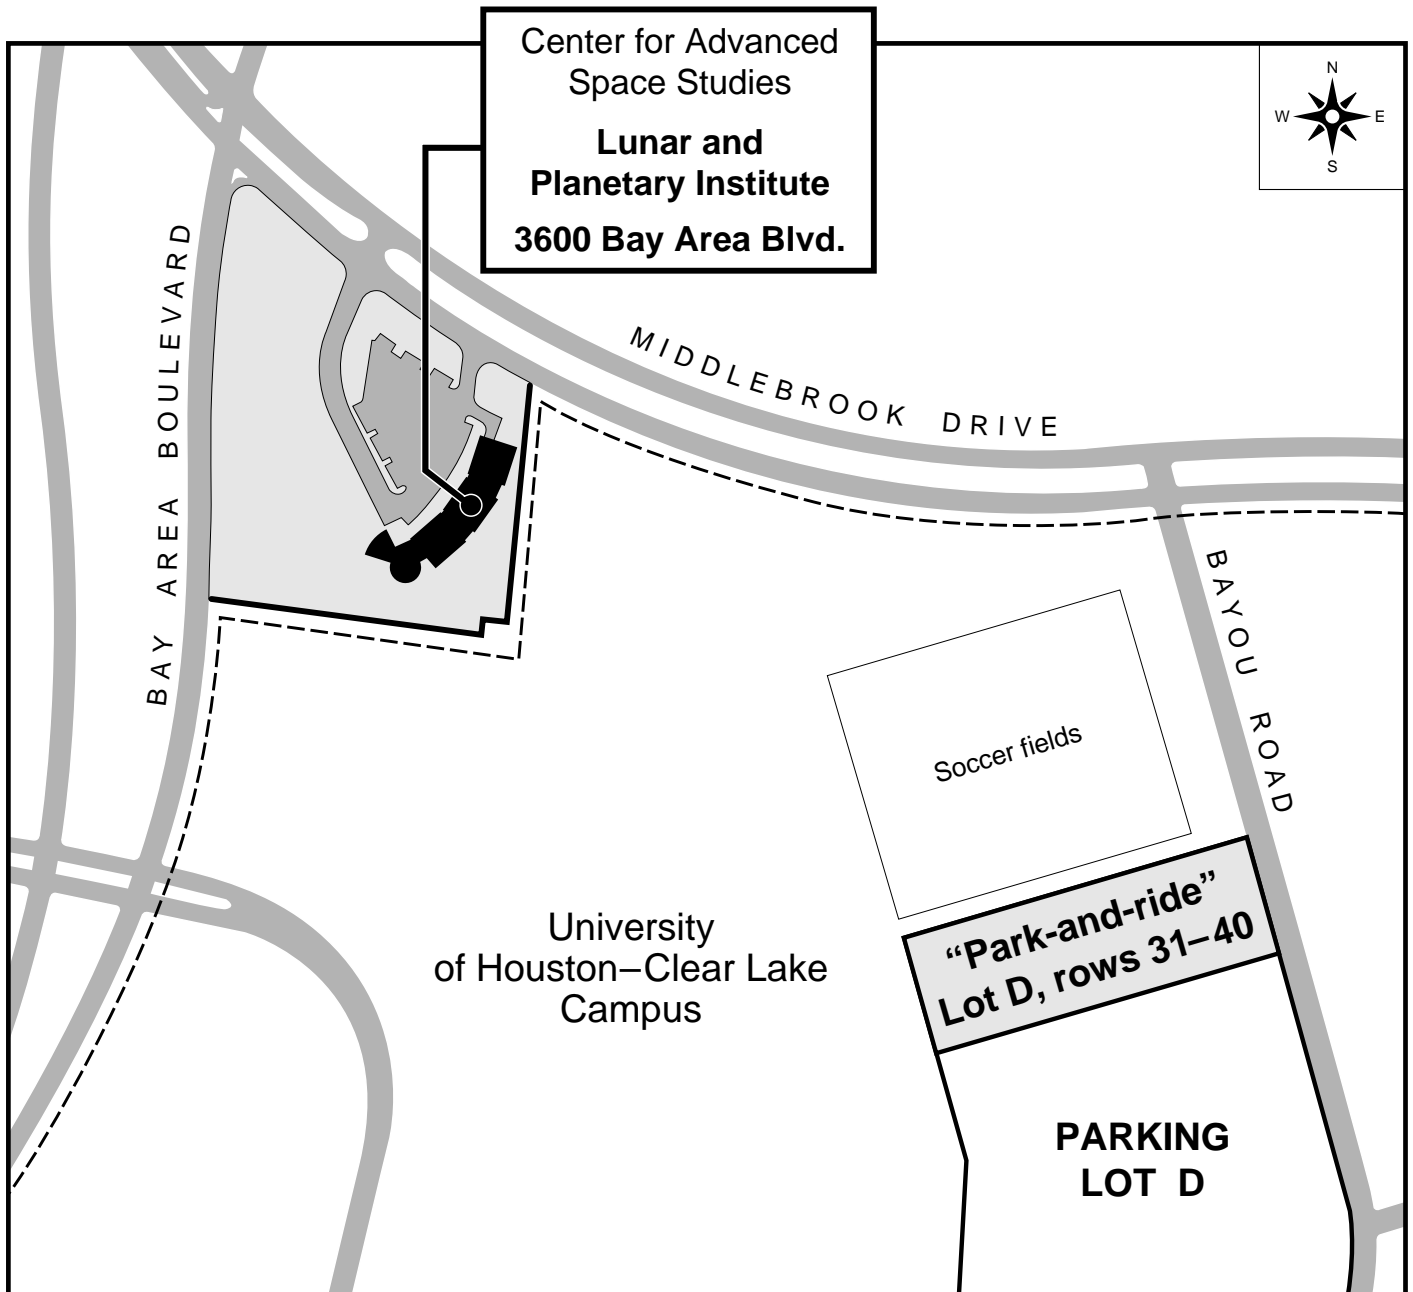 Center for Advanced
Space Studies
Lunar and
Planetary Institute
3600 Bay Area Blvd.
N
W E
S
BAY AREA BOULEVARD
MIDDLEBROOK DRIVE
BAYOU ROAD
Soccer fields
“Park-and-ride”
Lot D, rows 31–40
University
of Houston–Clear Lake
Campus
PARKING
LOT D